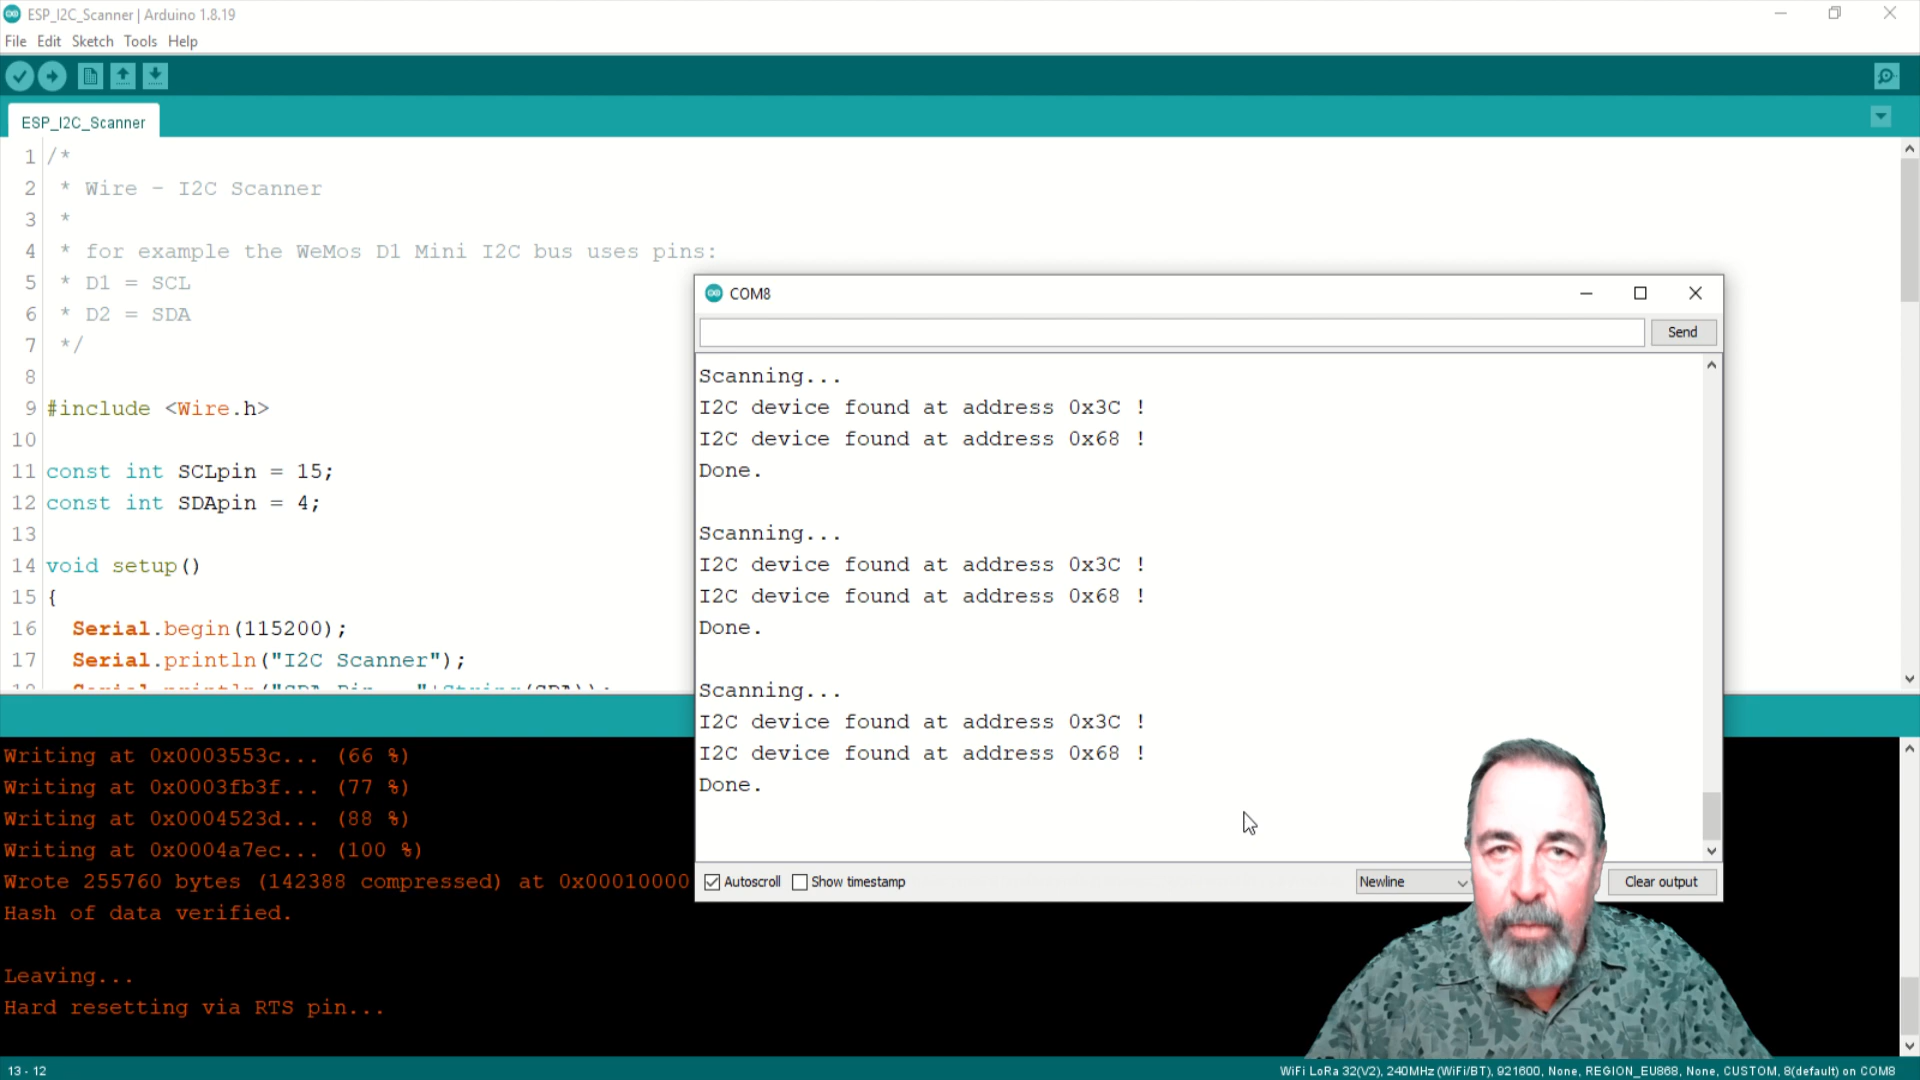 ESP_I2C_Scanner | Arduino 1.8.19
File Edit Sketch Tools Help
ESP_I2C_Scanner
1 /*
2 * Wire - I2C Scanner
3 *
4 * for example the WeMos D1 Mini I2C bus uses pins:
5 * D1 = SCL
6 * D2 = SDA
7 */
8
9 #include <Wire.h>
10
11 const int SCLpin = 15;
12 const int SDApin = 4;
13
14 void setup()
15 {
16 Serial.begin(115200);
17 Serial.println("I2C Scanner");
COM8
Send
Scanning...
I2C device found at address 0x3C !
I2C device found at address 0x68 !
Done.
Scanning...
I2C device found at address 0x3C !
I2C device found at address 0x68 !
Done.
Scanning...
I2C device found at address 0x3C !
I2C device found at address 0x68 !
Done.
Autoscroll Show timestamp Newline Clear output
Writing at 0x0003553c... (66 %)
Writing at 0x0003fb3f... (77 %)
Writing at 0x0004523d... (88 %)
Writing at 0x0004a7ec... (100 %)
Wrote 255760 bytes (142388 compressed) at 0x00010000
Hash of data verified.
Leaving...
Hard resetting via RTS pin...
13 - 12
WiFi LoRa 32(V2), 240MHz (WiFi/BT), 921600, None, REGION_EU868, None, CUSTOM, 8(default) on COM8